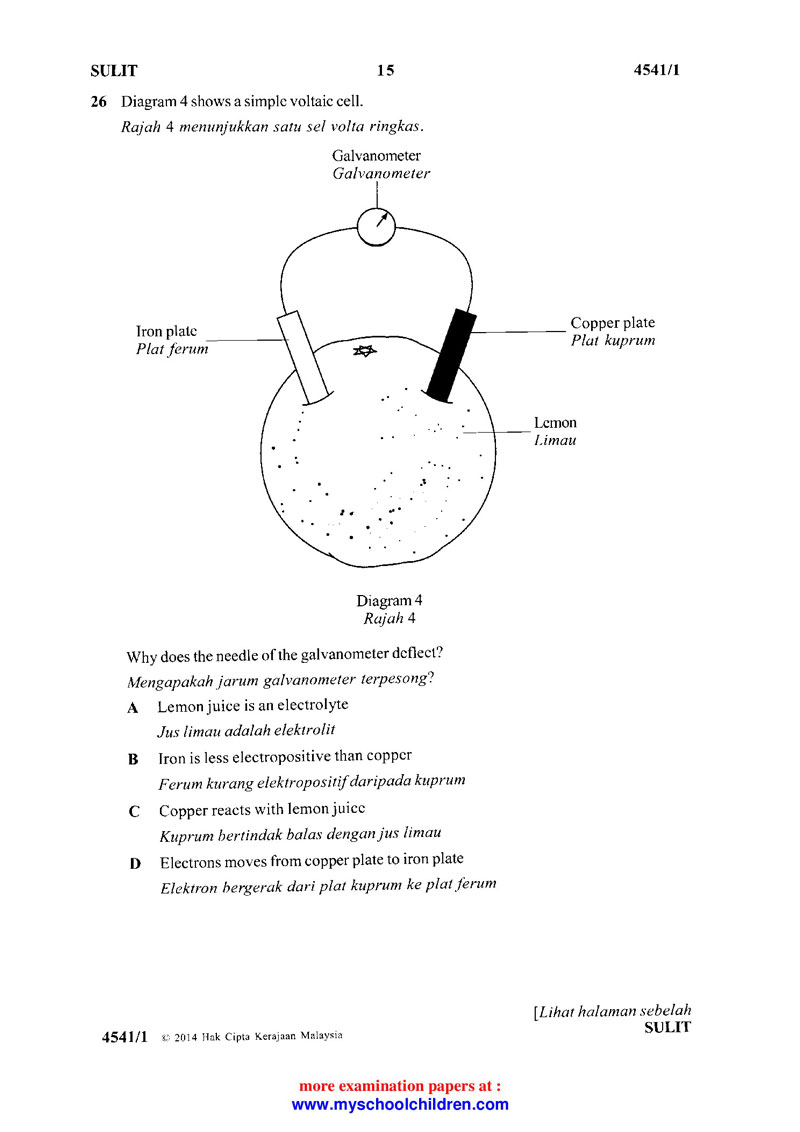 SULIT 15 4541/1
26 Diagram 4 shows a simple voltaic cell.
Rajah 4 menunjukkan satu sel volta ringkas.
Galvanometer
Galvanometer
Iron plate
Plat ferum
Copper plate
Plat kuprum
Lemon
Limau
Diagram 4
Rajah 4
Why does the needle of the galvanometer deflect?
Mengapakah jarum galvanometer terpesong?
A Lemon juice is an electrolyte
Jus limau adalah elektrolit
B Iron is less electropositive than copper
Ferum kurang elektropositif daripada kuprum
C Copper reacts with lemon juice
Kuprum bertindak balas dengan jus limau
D Electrons moves from copper plate to iron plate
Elektron bergerak dari plat kuprum ke plat ferum
[Lihat halaman sebelah
4541/1 © 2014 Hak Cipta Kerajaan Malaysia SULIT
more examination papers at :
www.myschoolchildren.com